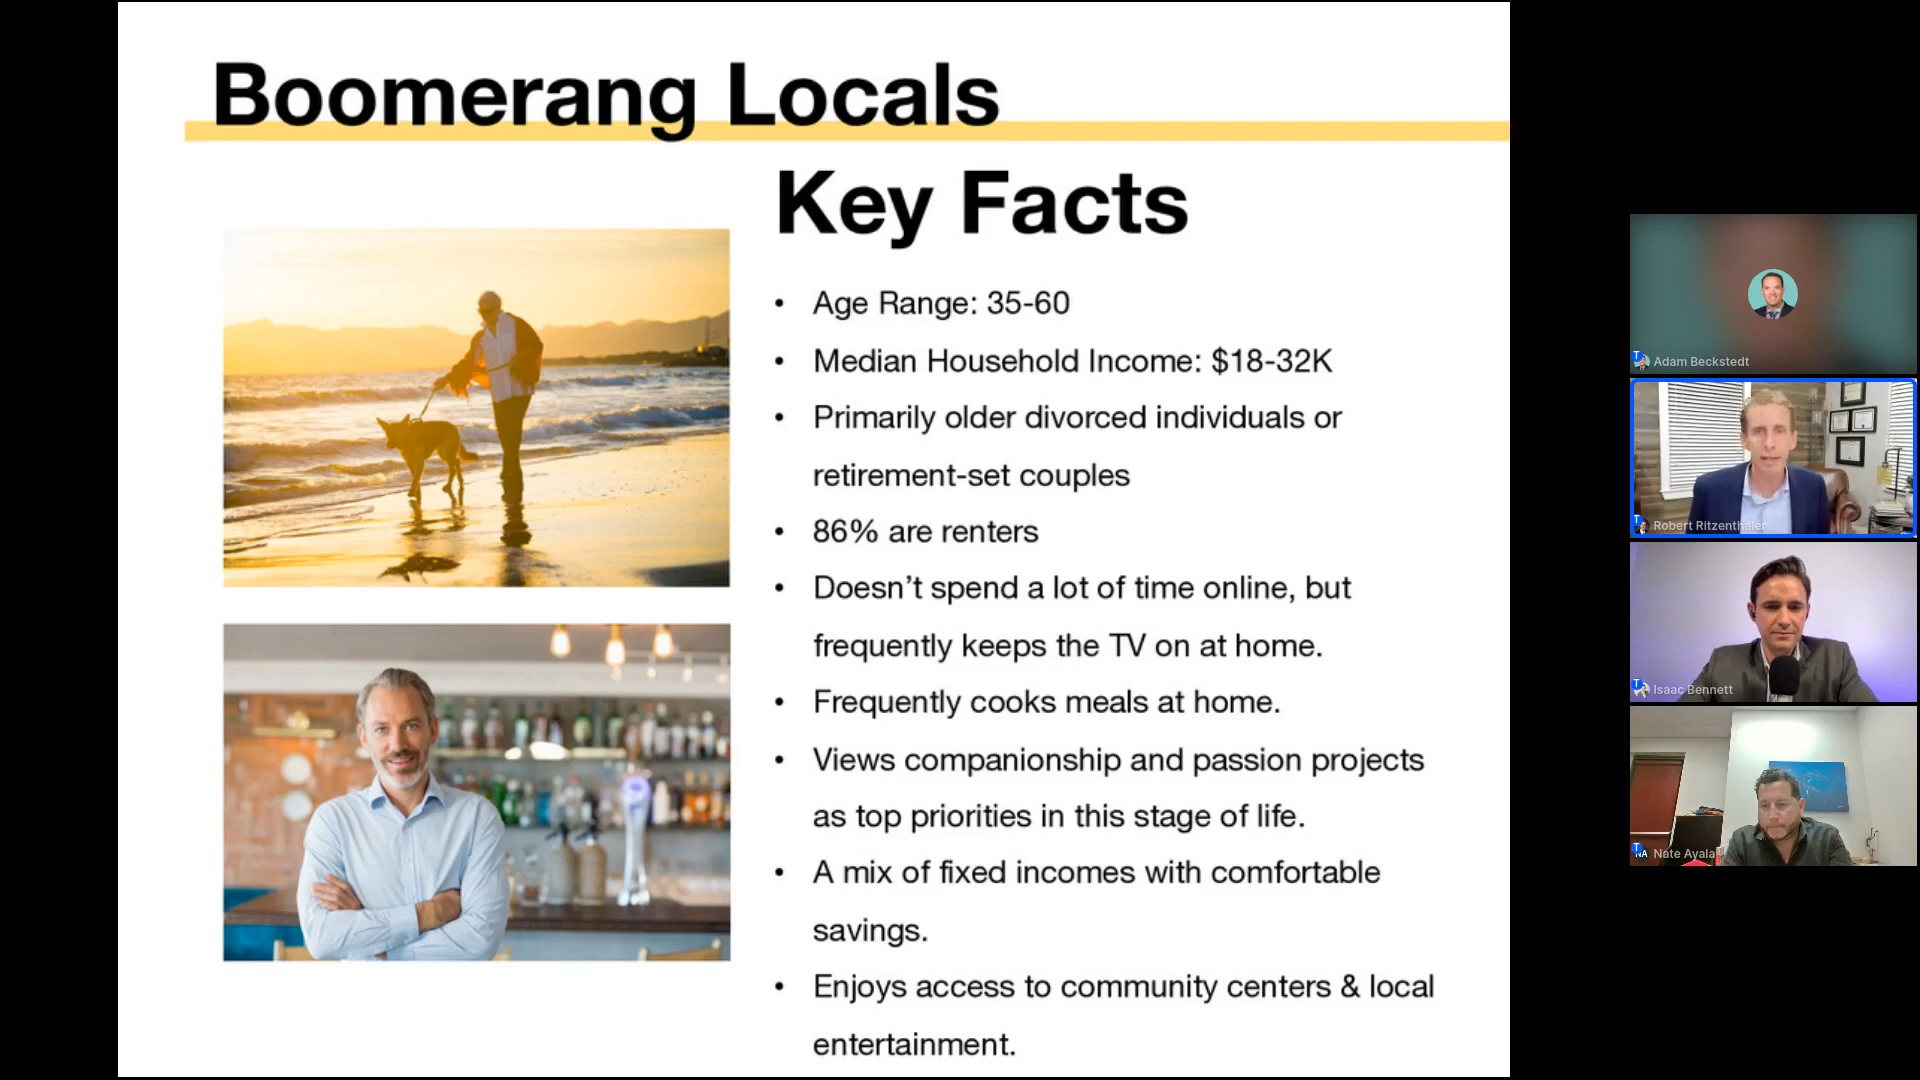 Boomerang Locals
Key Facts
• Age Range: 35-60
• Median Household Income: $18-32K
• Primarily older divorced individuals or
retirement-set couples
• 86% are renters
• Doesn’t spend a lot of time online, but
frequently keeps the TV on at home.
• Frequently cooks meals at home.
• Views companionship and passion projects
as top priorities in this stage of life.
• A mix of fixed incomes with comfortable
savings.
• Enjoys access to community centers & local
entertainment.
T Adam Beckstedt
T Robert Ritzenthaler
T Isaac Bennett
T NA Nate Ayala